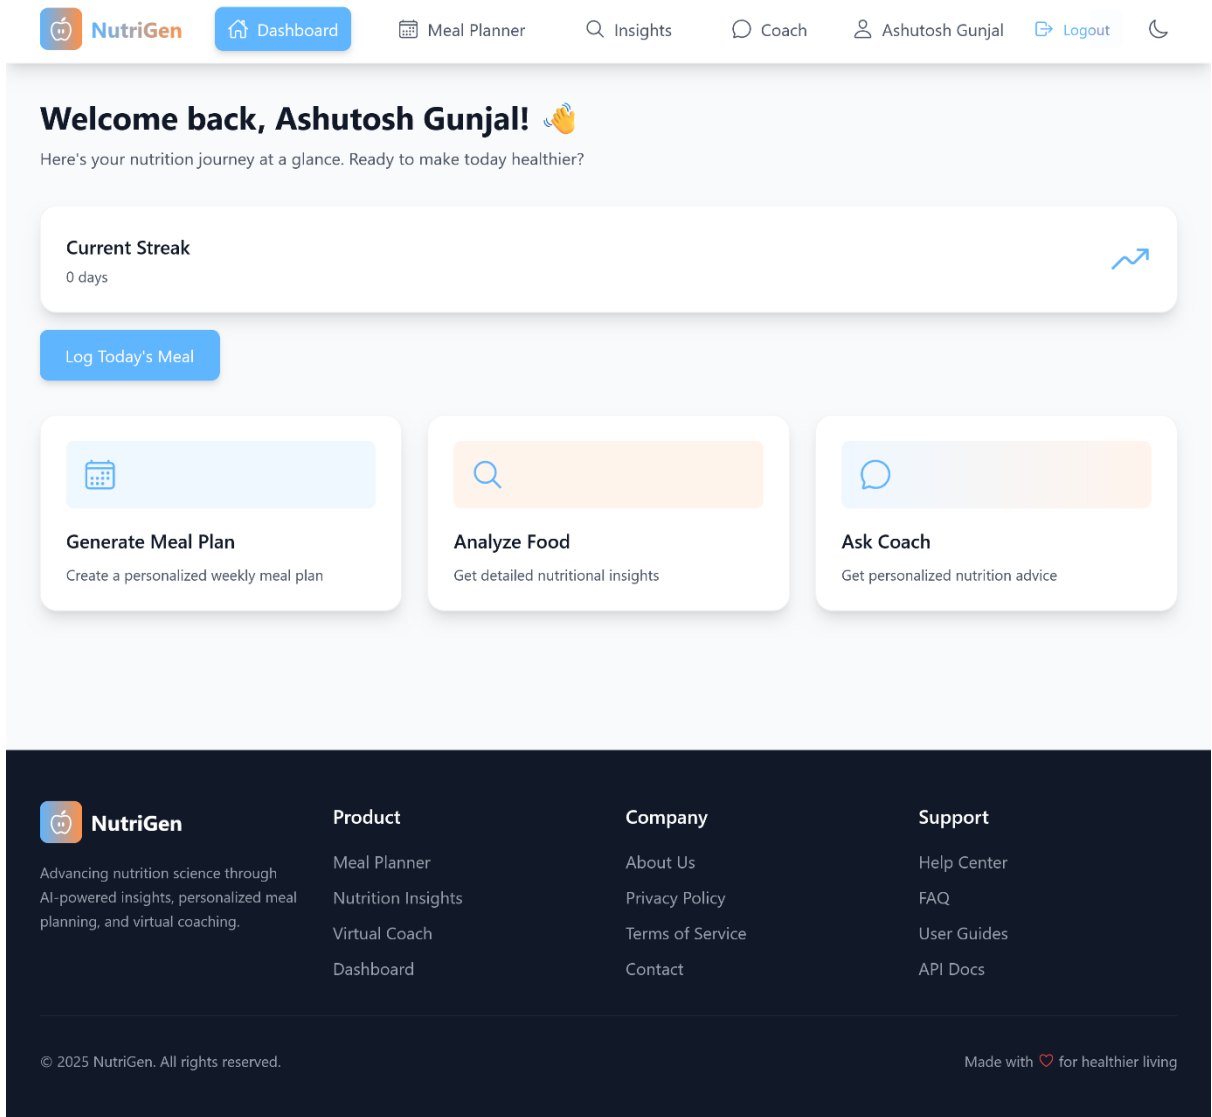 NutriGen
Dashboard
Meal Planner
Insights
Coach
Ashutosh Gunjal
Logout
Welcome back, Ashutosh Gunjal! 👋
Here's your nutrition journey at a glance. Ready to make today healthier?
Current Streak
0 days
Log Today's Meal
Generate Meal Plan
Create a personalized weekly meal plan
Analyze Food
Get detailed nutritional insights
Ask Coach
Get personalized nutrition advice
NutriGen
Advancing nutrition science through
AI-powered insights, personalized meal
planning, and virtual coaching.
Product
Meal Planner
Nutrition Insights
Virtual Coach
Dashboard
Company
About Us
Privacy Policy
Terms of Service
Contact
Support
Help Center
FAQ
User Guides
API Docs
© 2025 NutriGen. All rights reserved.
Made with ♡ for healthier living